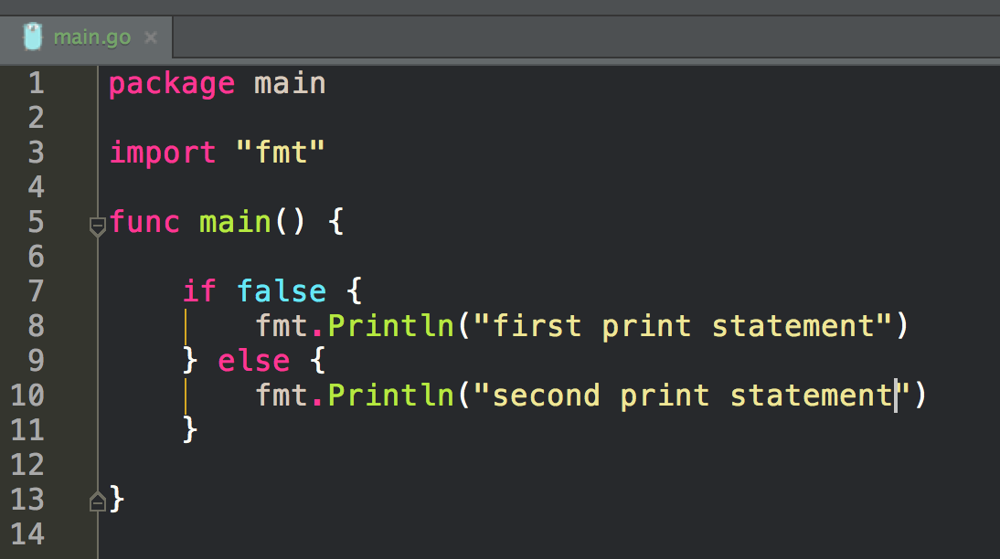 main.go ×
1 package main
2
3 import "fmt"
4
5 func main() {
6
7 if false {
8 fmt.Println("first print statement")
9 } else {
10 fmt.Println("second print statement")
11 }
12
13 }
14